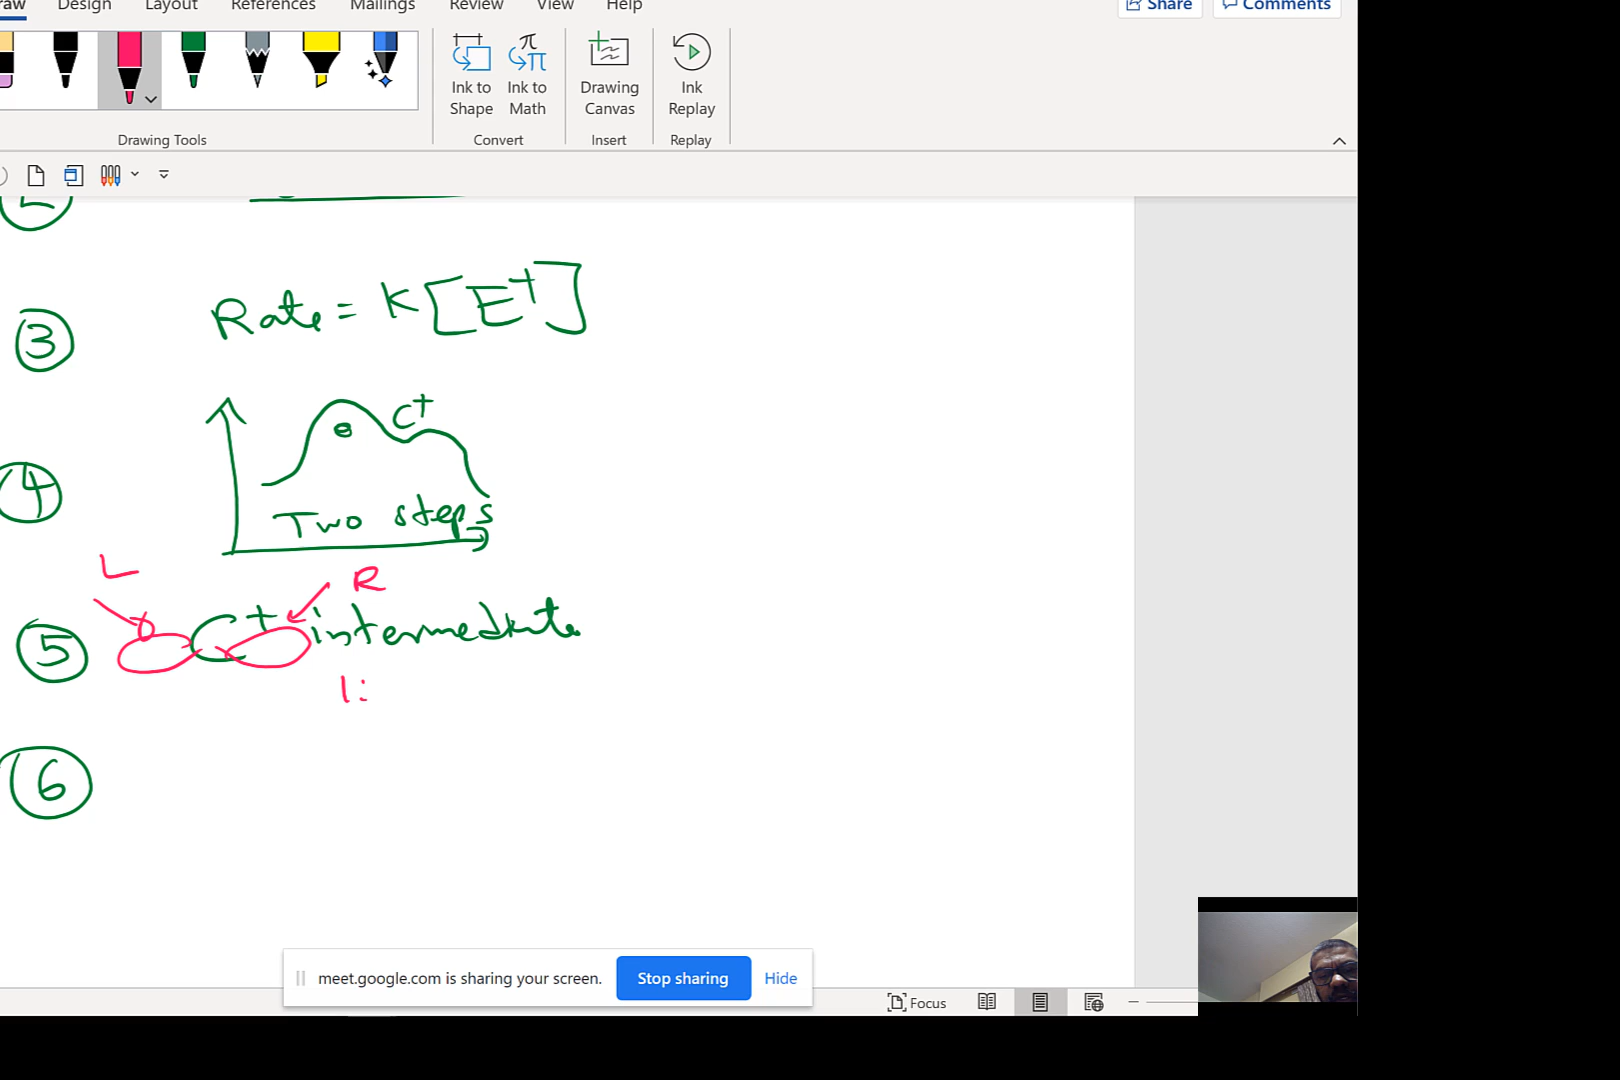 Design Layout References Mailings Review View Help
Share Comments
Ink to Shape
Ink to Math
Drawing Canvas
Ink Replay
Drawing Tools Convert Insert Replay
③ Rate = K[E⁺]
C⁺
④ Two steps
L R
⑤ C⁺ intermediate
1:
⑥
meet.google.com is sharing your screen. Stop sharing Hide
Focus